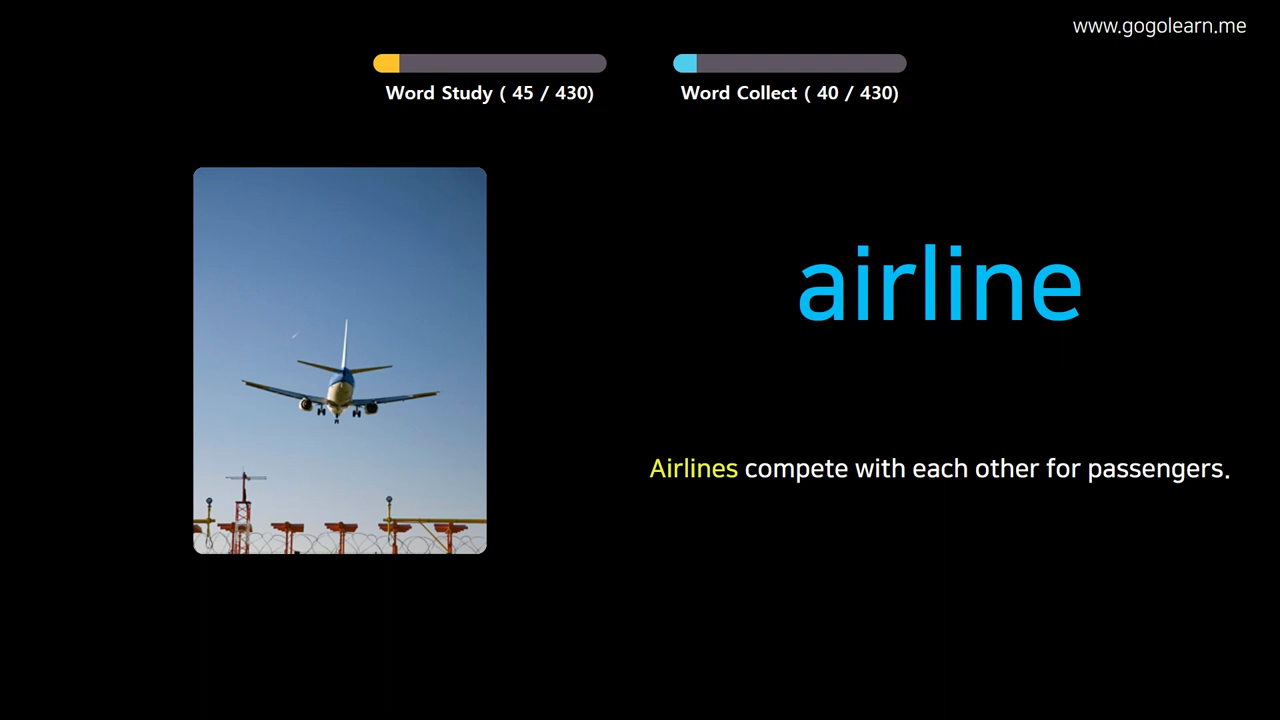 www.gogolearn.me
Word Study ( 45 / 430)
Word Collect ( 40 / 430)
airline
Airlines compete with each other for passengers.